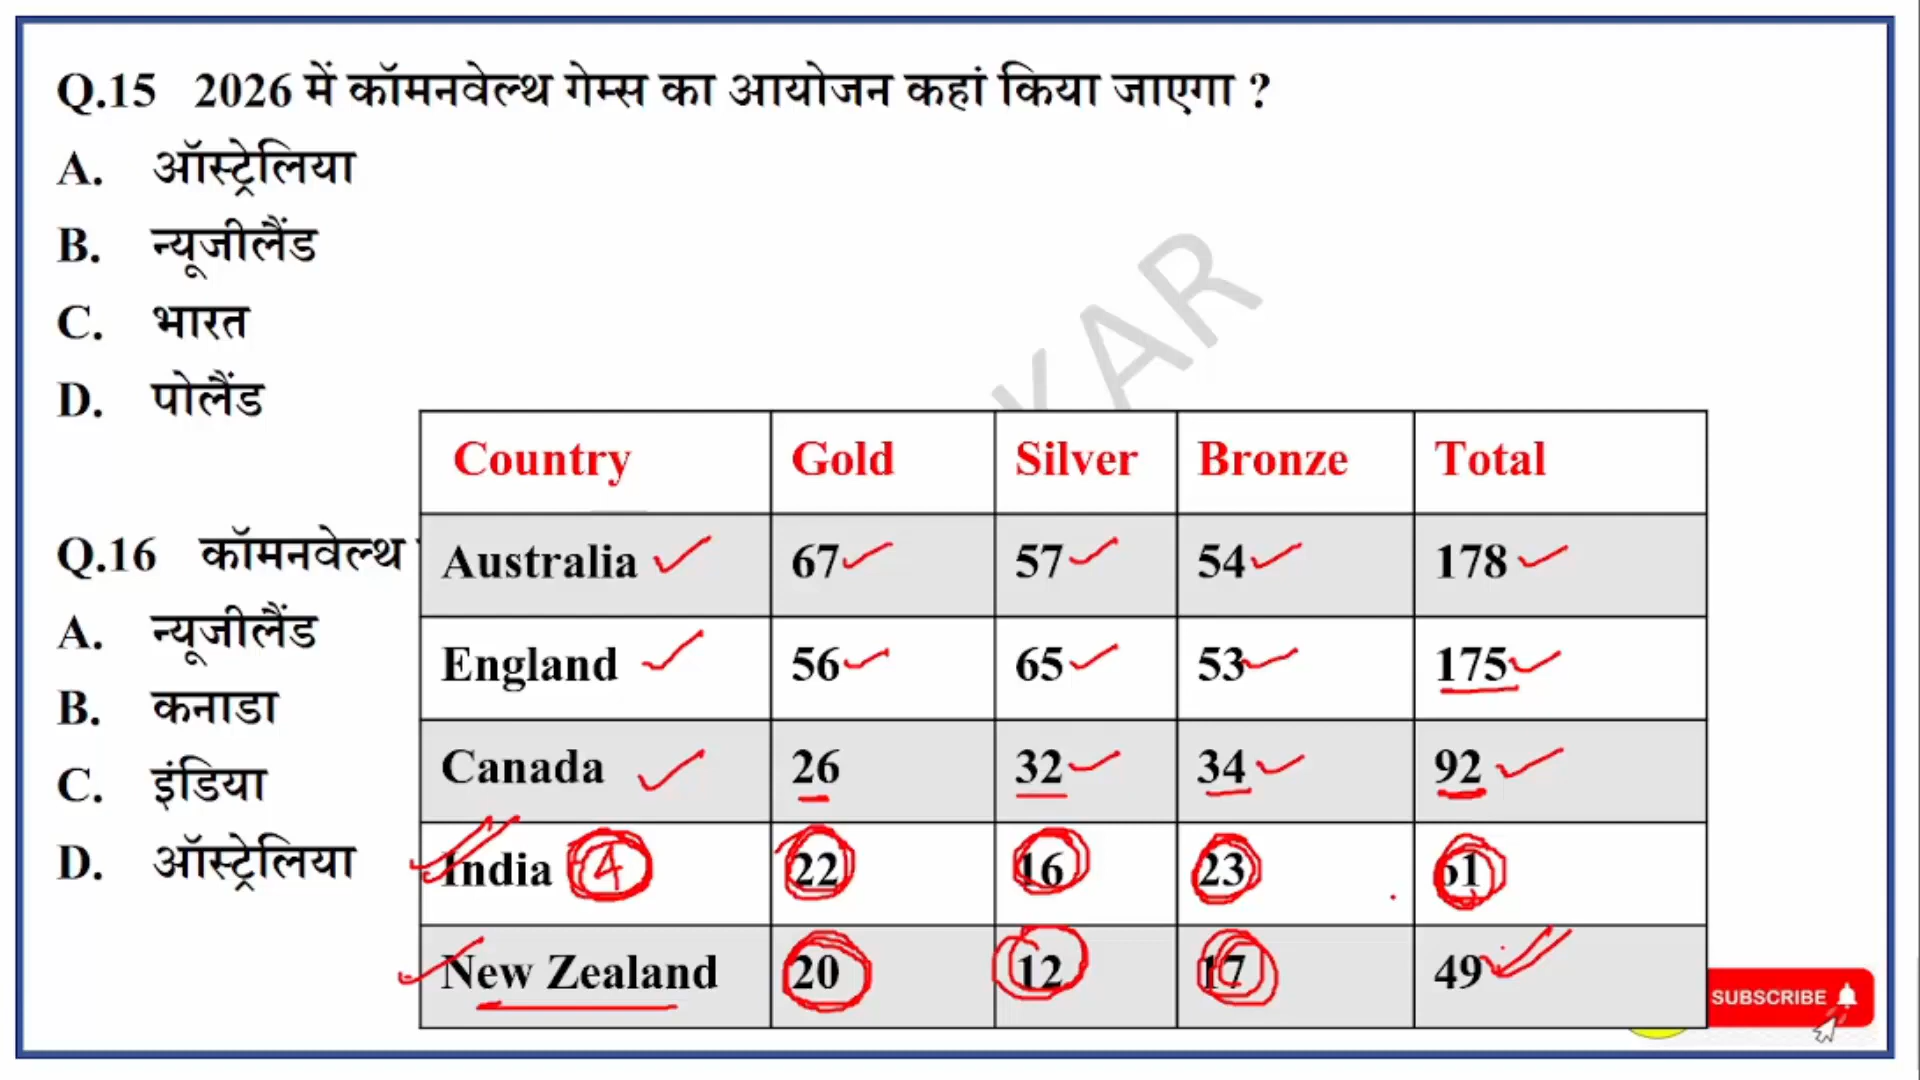 Q.15 2026 में कॉमनवेल्थ गेम्स का आयोजन कहां किया जाएगा ?
A. ऑस्ट्रेलिया
B. न्यूजीलैंड
C. भारत
D. पोलैंड
KAR
Country Gold Silver Bronze Total
Q.16 कॉमनवेल्थ
Australia 67 57 54 178
England 56 65 53 175
Canada 26 32 34 92
India 4 22 16 23 61
New Zealand 20 12 17 49
A. न्यूजीलैंड
B. कनाडा
C. इंडिया
D. ऑस्ट्रेलिया
SUBSCRIBE